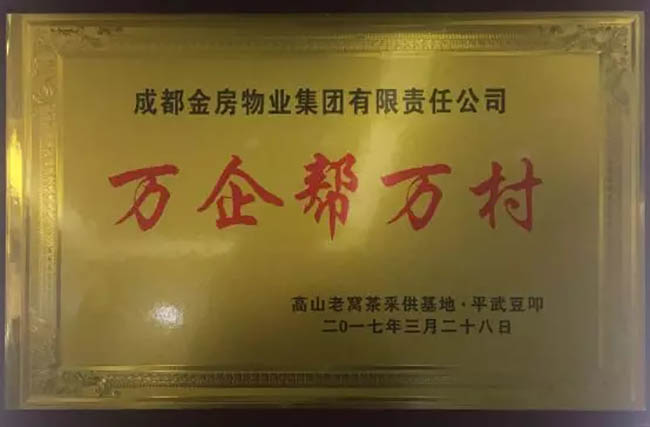 成都金房物业集团有限责任公司
万企帮万村
高山老窝茶采供基地·平武豆叩
二0一七年三月二十八日